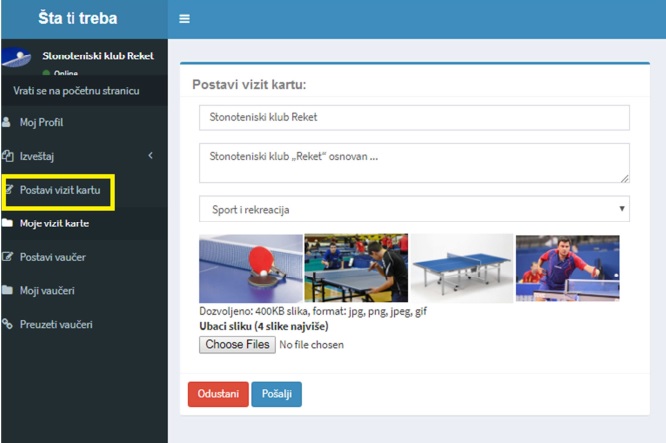 Šta ti treba
Stonoteniski klub Reket
Online
Vrati se na početnu stranicu
Moj Profil
Izveštaj
Postavi vizit kartu
Moje vizit karte
Postavi vaučer
Moji vaučeri
Preuzeti vaučeri
Postavi vizit kartu:
Stonoteniski klub Reket
Stonoteniski klub „Reket“ osnovan ...
Sport i rekreacija
Dozvoljeno: 400KB slika, format: jpg, png, jpeg, gif
Ubaci sliku (4 slike najviše)
Choose Files No file chosen
Odustani Pošalji